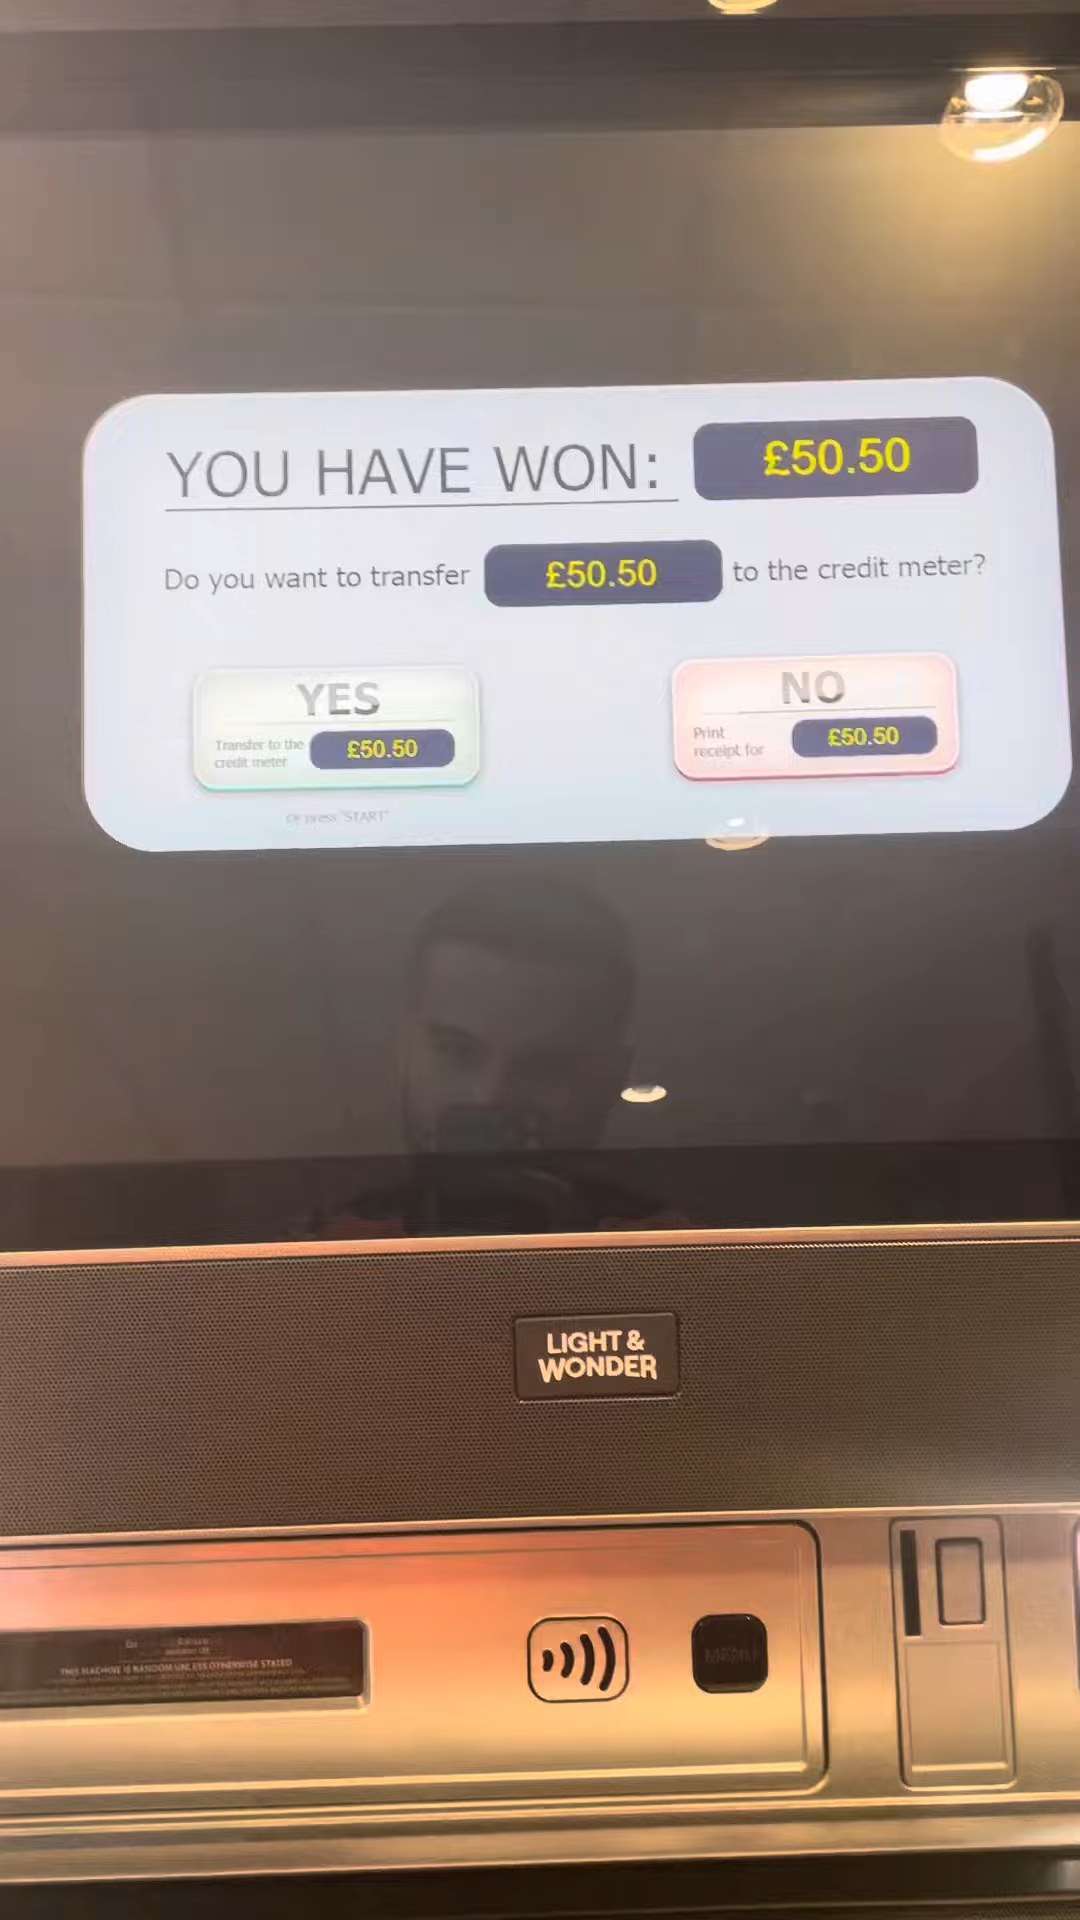 YOU HAVE WON: £50.50
Do you want to transfer £50.50 to the credit meter?
YES
Transfer to the
credit meter
£50.50
Or press "START"
NO
Print
receipt for
£50.50
LIGHT &
WONDER
THIS MACHINE IS RANDOM UNLESS OTHERWISE STATED
MENU